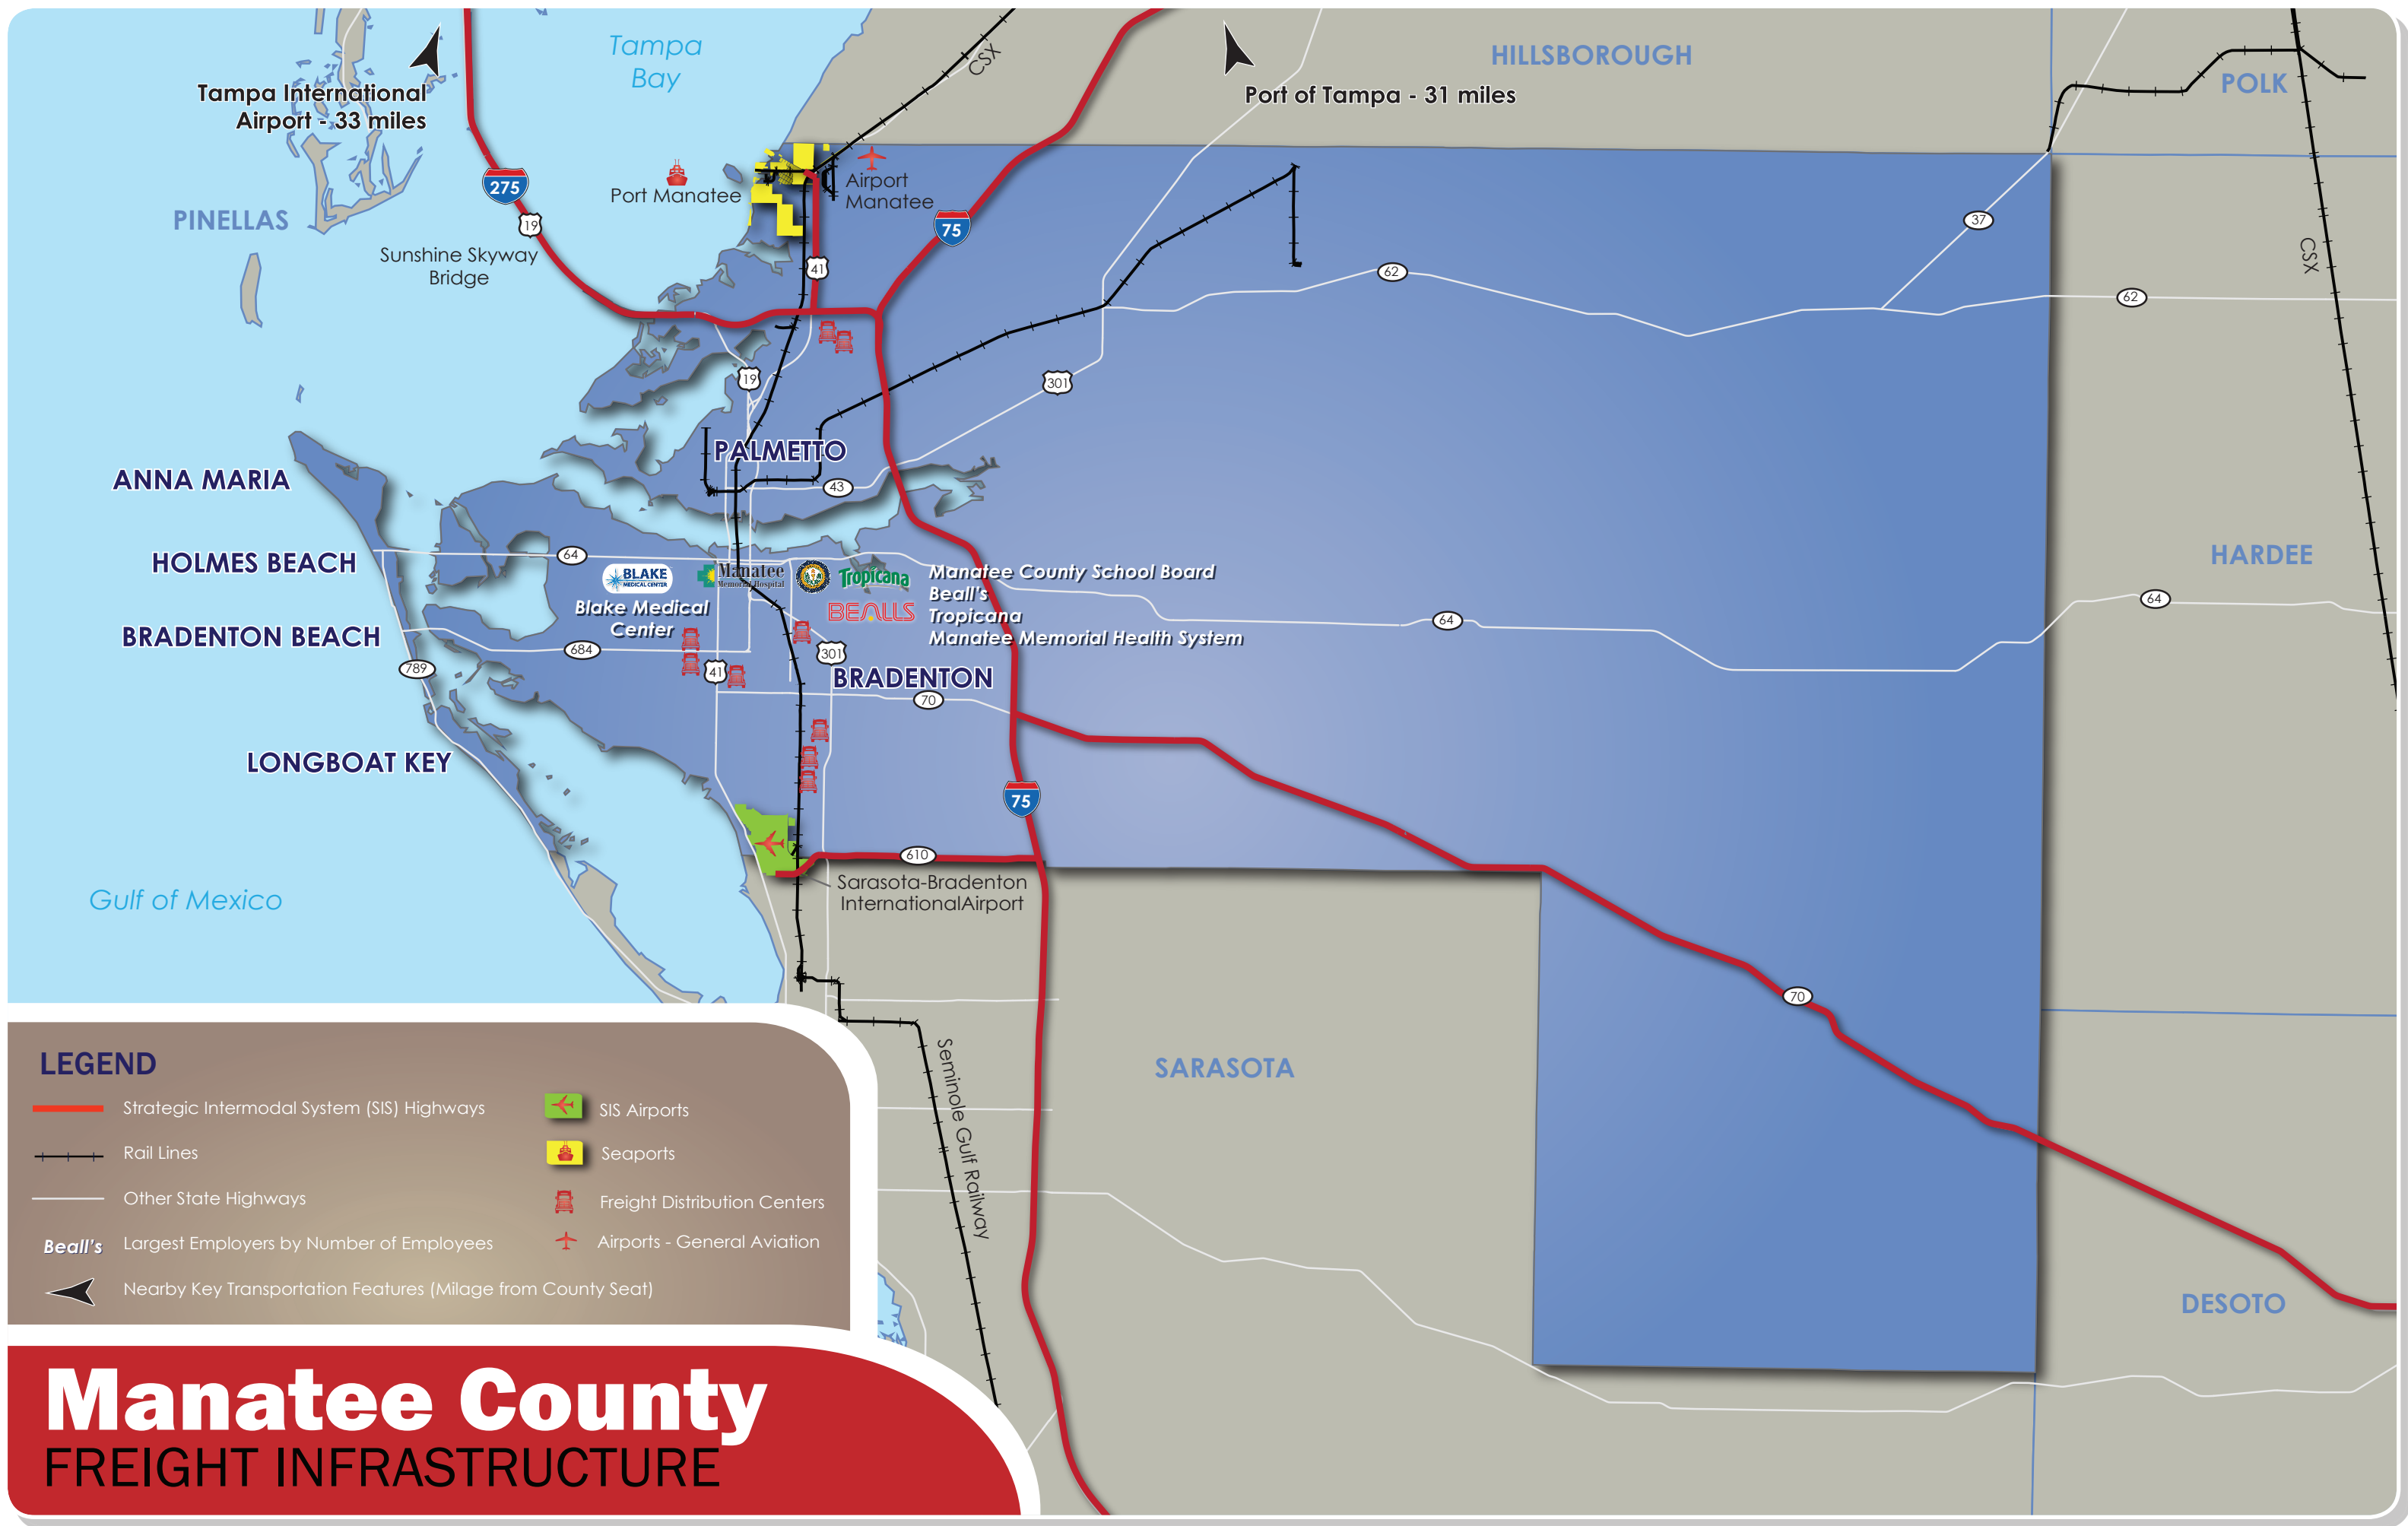 Tampa
Bay
CSX
HILLSBOROUGH
POLK
Tampa International
Airport - 33 miles
Port of Tampa - 31 miles
275
19
PINELLAS
Port Manatee
Airport
Manatee
75
37
Sunshine Skyway
Bridge
41
62
62
CSX
19
301
PALMETTO
ANNA MARIA
43
HOLMES BEACH
64
HARDEE
BLAKE
MEDICAL CENTER
Manatee
Memorial Hospital
Tropicana
BEALLS
Manatee County School Board
Beall's
Tropicana
Manatee Memorial Health System
Blake Medical
Center
64
64
BRADENTON BEACH
684
301
789
41
BRADENTON
70
LONGBOAT KEY
75
610
Sarasota-Bradenton
InternationalAirport
Gulf of Mexico
70
SARASOTA
Seminole Gulf Railway
DESOTO
LEGEND
Strategic Intermodal System (SIS) Highways
Rail Lines
Other State Highways
Beall's
Largest Employers by Number of Employees
Nearby Key Transportation Features (Milage from County Seat)
SIS Airports
Seaports
Freight Distribution Centers
Airports - General Aviation
Manatee County
FREIGHT INFRASTRUCTURE